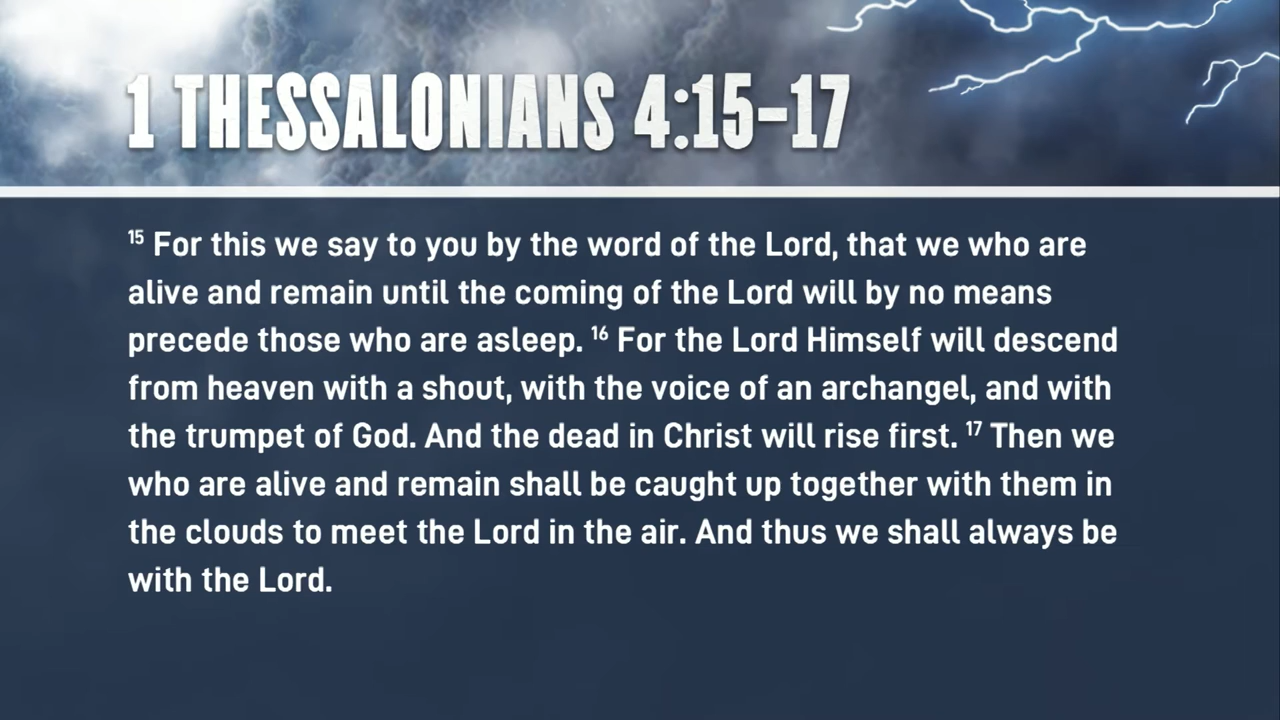 1 THESSALONIANS 4:15–17
15 For this we say to you by the word of the Lord, that we who are
alive and remain until the coming of the Lord will by no means
precede those who are asleep. 16 For the Lord Himself will descend
from heaven with a shout, with the voice of an archangel, and with
the trumpet of God. And the dead in Christ will rise first. 17 Then we
who are alive and remain shall be caught up together with them in
the clouds to meet the Lord in the air. And thus we shall always be
with the Lord.